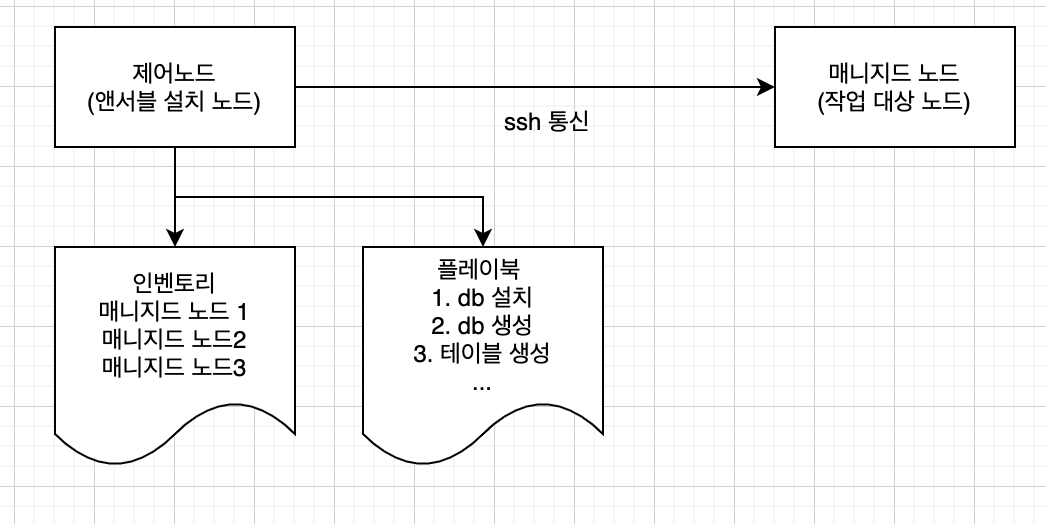 제어노드
(앤서블 설치 노드)
매니지드 노드
(작업 대상 노드)
ssh 통신
인벤토리
매니지드 노드 1
매니지드 노드2
매니지드 노드3
플레이북
1. db 설치
2. db 생성
3. 테이블 생성
...